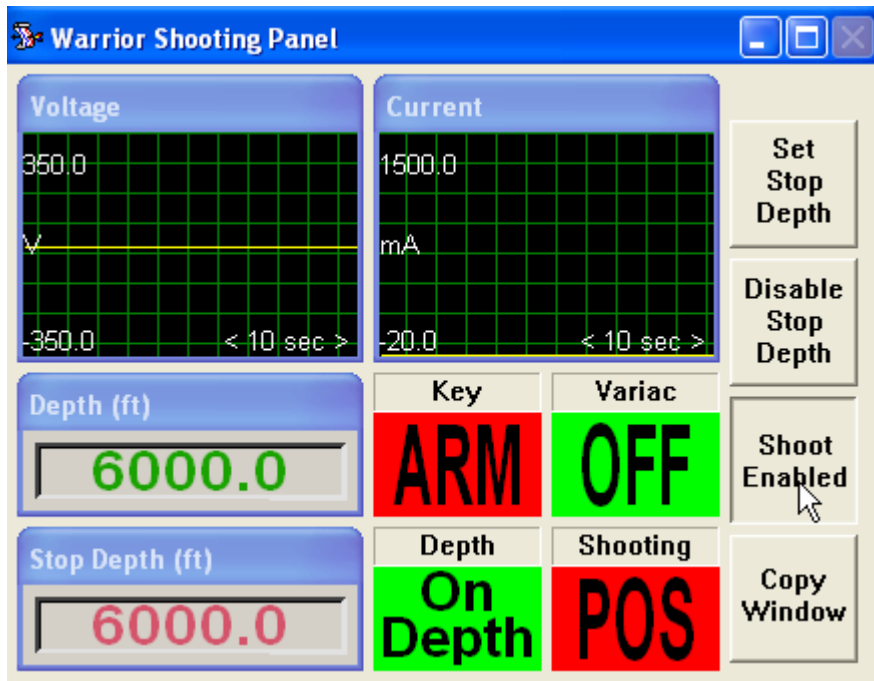 Warrior Shooting Panel
Voltage
350.0
V
-350.0 < 10 sec >
Current
1500.0
mA
-20.0 < 10 sec >
Set
Stop
Depth
Disable
Stop
Depth
Depth (ft)
6000.0
Key
ARM
Variac
OFF
Shoot
Enabled
Stop Depth (ft)
6000.0
Depth
On
Depth
Shooting
POS
Copy
Window